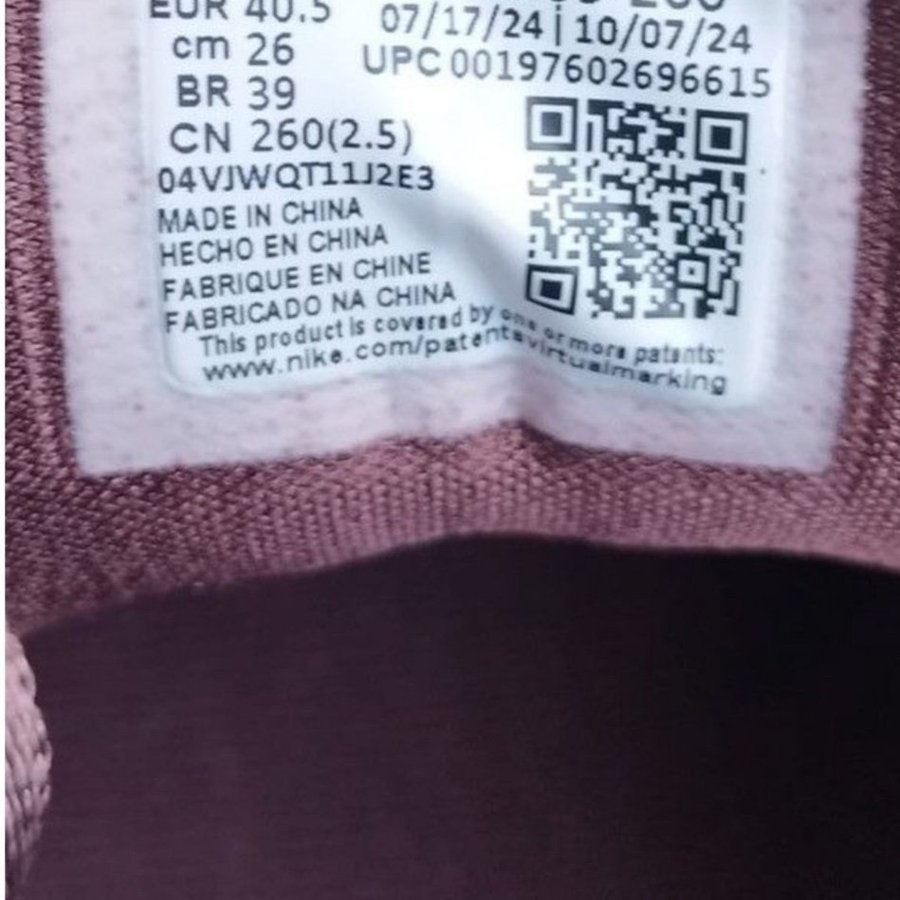 EUR 40.5
cm 26
BR 39
CN 260(2.5)
04VJWQT11J2E3
07/17/24 | 10/07/24
UPC 00197602696615
MADE IN CHINA
HECHO EN CHINA
FABRIQUE EN CHINE
FABRICADO NA CHINA
This product is covered by one or more patents:
www.nike.com/patentsvirtualmarking